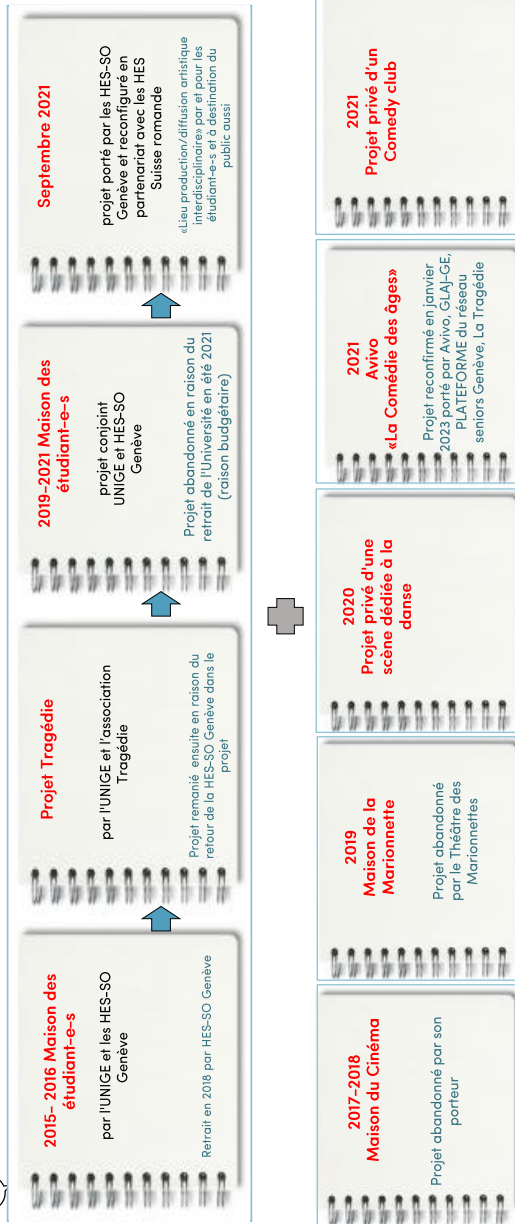 2015- 2016 Maison des
étudiant-e-s
par l'UNIGE et les HES-SO
Genève
Retrait en 2018 par HES-SO Genève
Projet Tragédie
par l'UNIGE et l'association
Tragédie
Projet remanié ensuite en raison du
retour de la HES-SO Genève dans le
projet
2019-2021 Maison des
étudiant-e-s
projet conjoint
UNIGE et HES-SO
Genève
Projet abandonné en raison du
retrait de l'Université en été 2021
(raison budgétaire)
Septembre 2021
projet porté par les HES-SO
Genève et reconfiguré en
partenariat avec les HES
Suisse romande
«Lieu production/diffusion artistique
interdisciplinaire» par et pour les
étudiant-e-s et à destination du
public aussi
2017-2018
Maison du Cinéma
Projet abandonné par son
porteur
2019
Maison de la
Marionnette
Projet abandonné
par le Théâtre des
Marionnettes
2020
Projet privé d'une
scène dédiée à la
danse
2021
Avivo
«La Comédie des âges»
Projet reconfirmé en janvier
2023 porté par Avivo, GLAJ-GE,
PLATEFORME du réseau
seniors Genève, La Tragédie
2021
Projet privé d'un
Comedy club